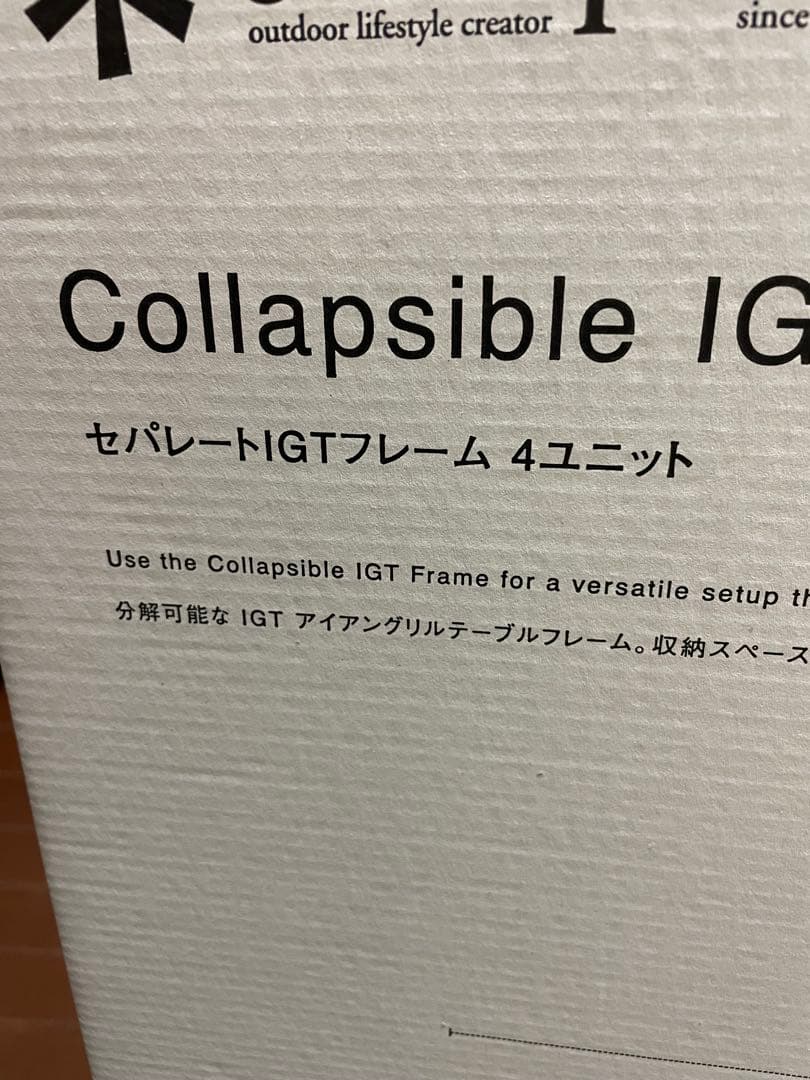 outdoor lifestyle creator since
Collapsible IG
セパレートIGTフレーム 4ユニット
Use the Collapsible IGT Frame for a versatile setup th
分解可能な IGT アイアングリルテーブルフレーム。収納スペース